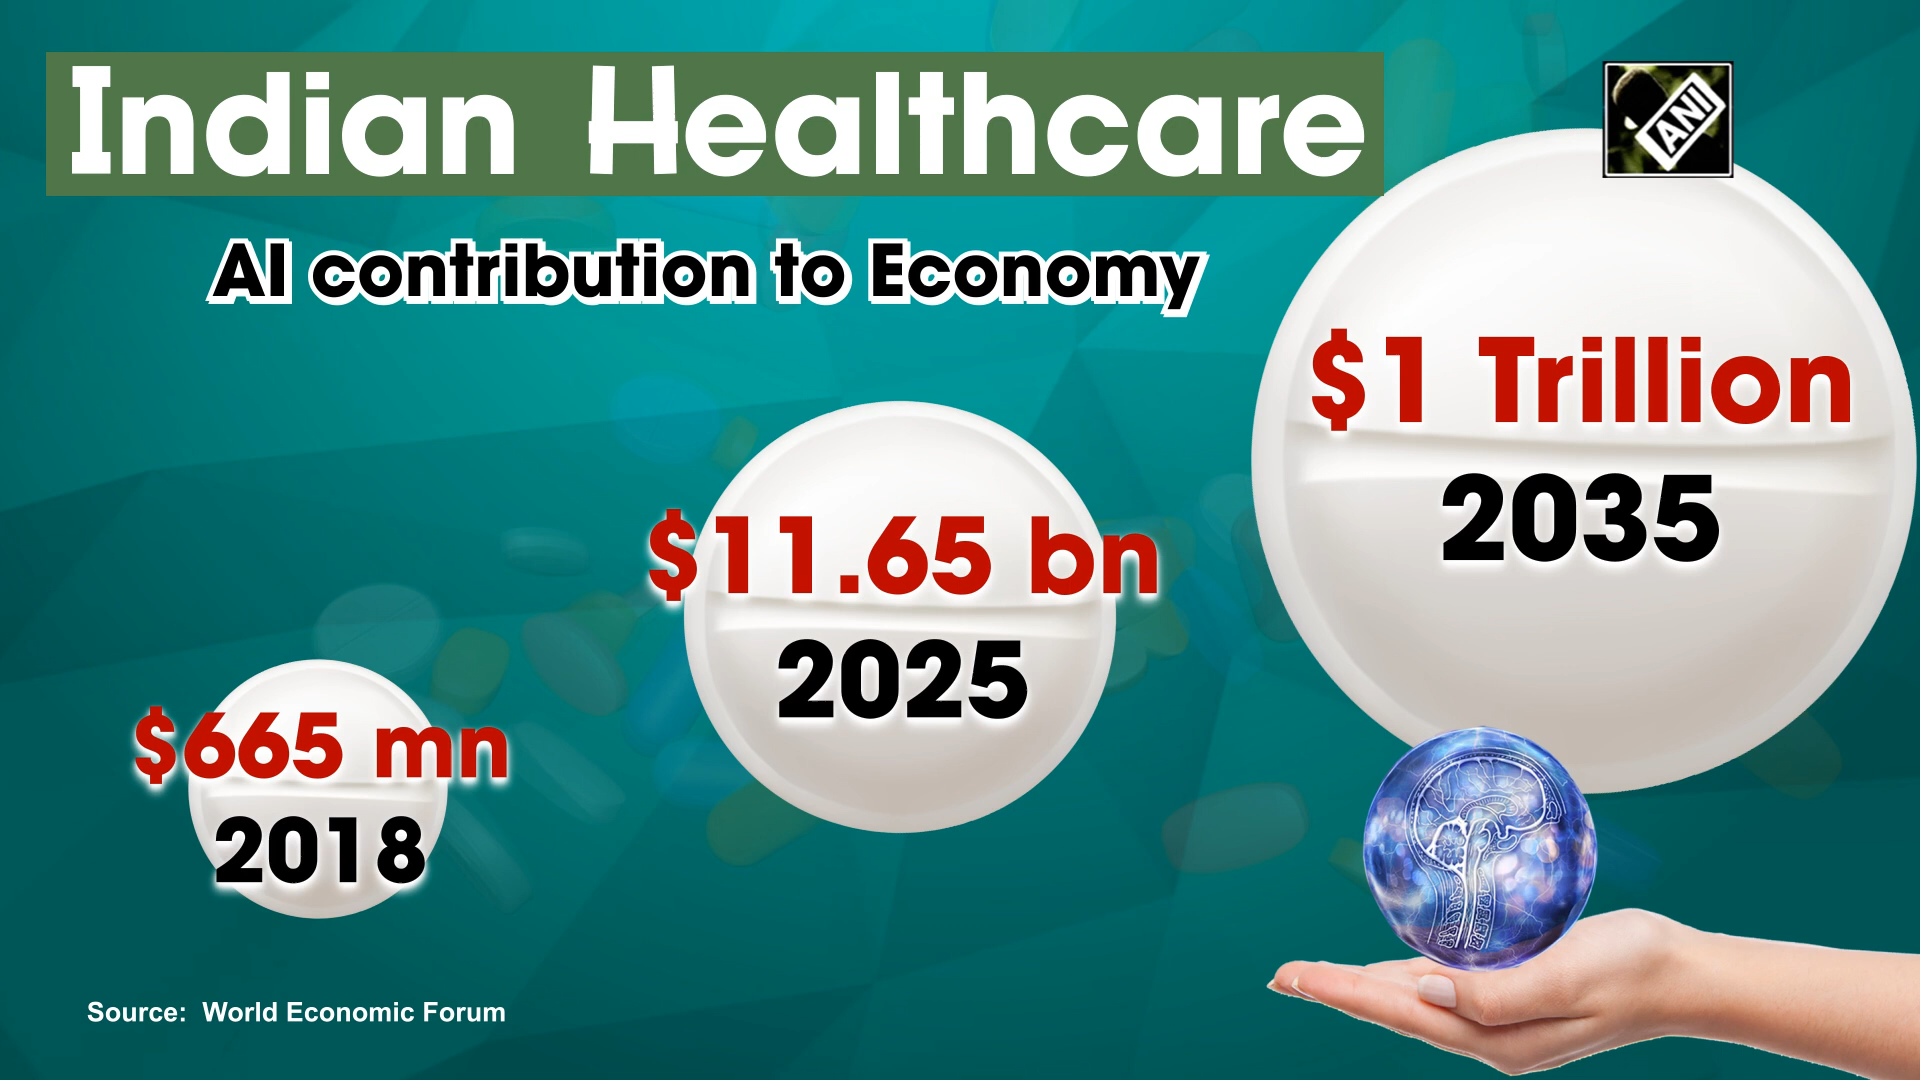 Indian Healthcare
ANI
AI contribution to Economy
$1 Trillion
2035
$11.65 bn
2025
$665 mn
2018
Source: World Economic Forum